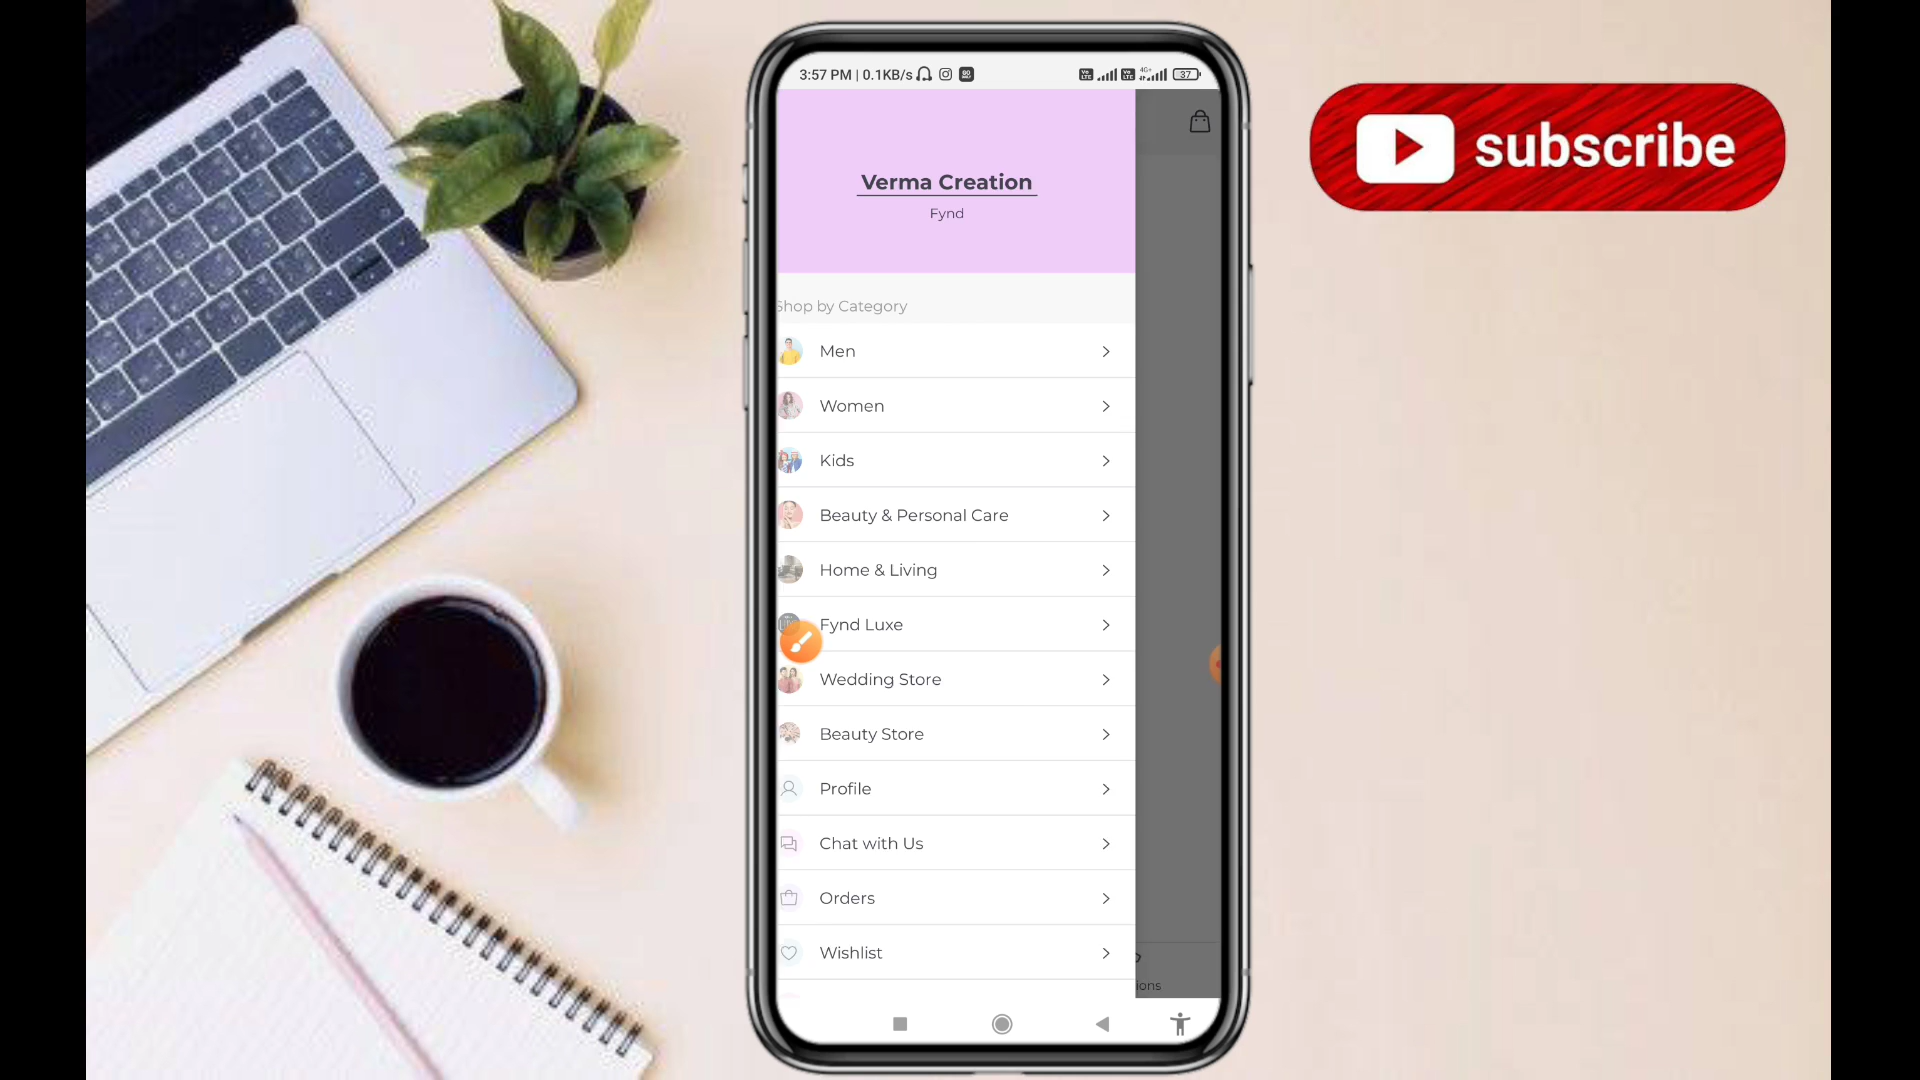 3:57 PM | 0.1KB/s
37
subscribe
Verma Creation
Fynd
Shop by Category
Men
Women
Kids
Beauty & Personal Care
Home & Living
Fynd Luxe
Wedding Store
Beauty Store
Profile
Chat with Us
Orders
Wishlist
ions